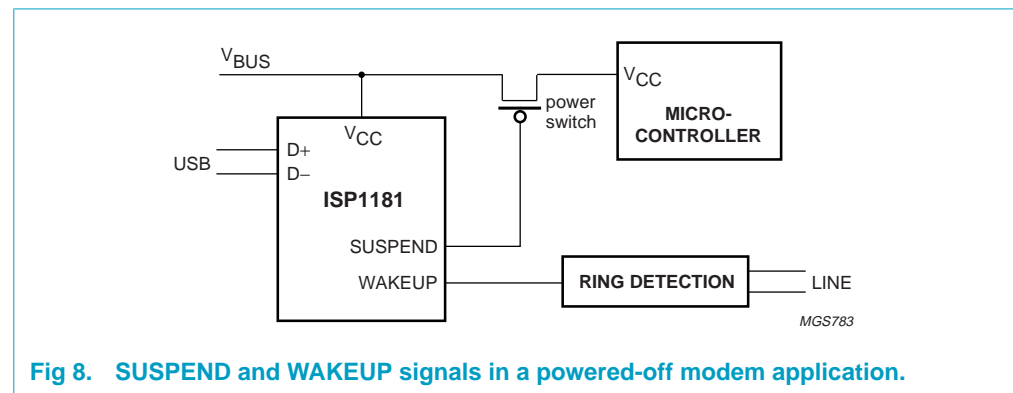 VBUS
VCC
power
switch
VCC
MICRO-
CONTROLLER
USB
D+
D−
ISP1181
SUSPEND
WAKEUP
RING DETECTION
LINE
MGS783
Fig 8. SUSPEND and WAKEUP signals in a powered-off modem application.